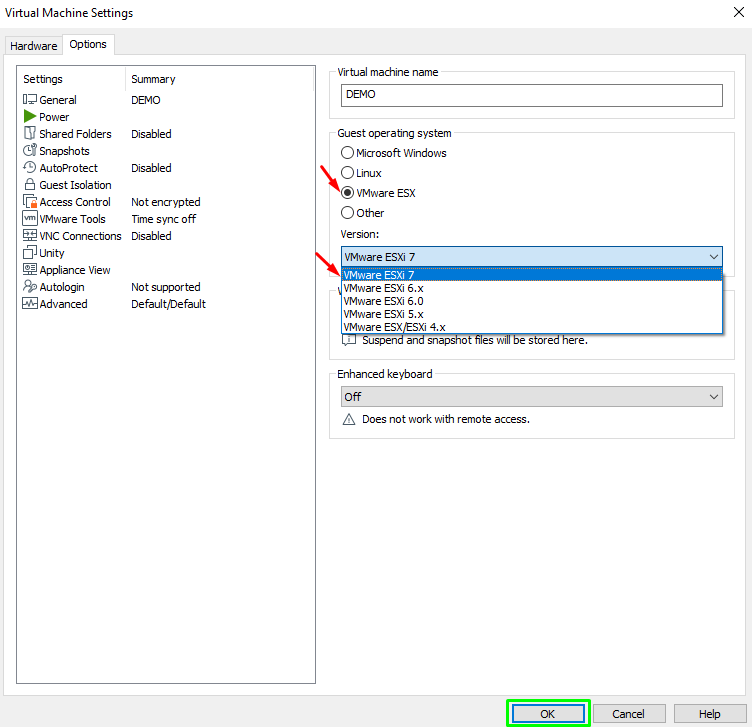 Virtual Machine Settings
Hardware
Options
Settings Summary
General DEMO
Power
Shared Folders Disabled
Snapshots
AutoProtect Disabled
Guest Isolation
Access Control Not encrypted
vm VMware Tools Time sync off
VNC Connections Disabled
Unity
Appliance View
Autologin Not supported
Advanced Default/Default
Virtual machine name
DEMO
Guest operating system
Microsoft Windows
Linux
VMware ESX
Other
Version:
VMware ESXi 7
VMware ESXi 7
VMware ESXi 6.x
VMware ESXi 6.0
VMware ESXi 5.x
VMware ESX/ESXi 4.x
Suspend and snapshot files will be stored here.
Enhanced keyboard
Off
Does not work with remote access.
OK
Cancel
Help